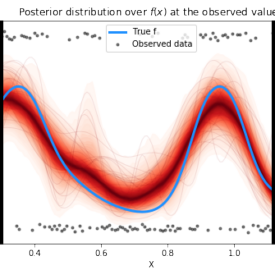 Posterior distribution over f(x) at the observed value
True f
Observed data
0.4 0.6 0.8 1.0
X